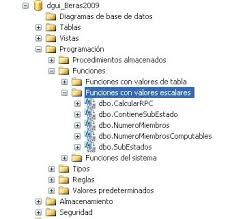 dgui_Beras2009
Diagramas de base de datos
Tablas
Vistas
Programación
Procedimientos almacenados
Funciones
Funciones con valores de tabla
Funciones con valores escalares
dbo.CalcularRPC
dbo.ContieneSubEstado
dbo.NumeroMiembros
dbo.NumeroMiembrosComputables
dbo.SubEstados
Funciones del sistema
Tipos
Reglas
Valores predeterminados
Almacenamiento
Seguridad